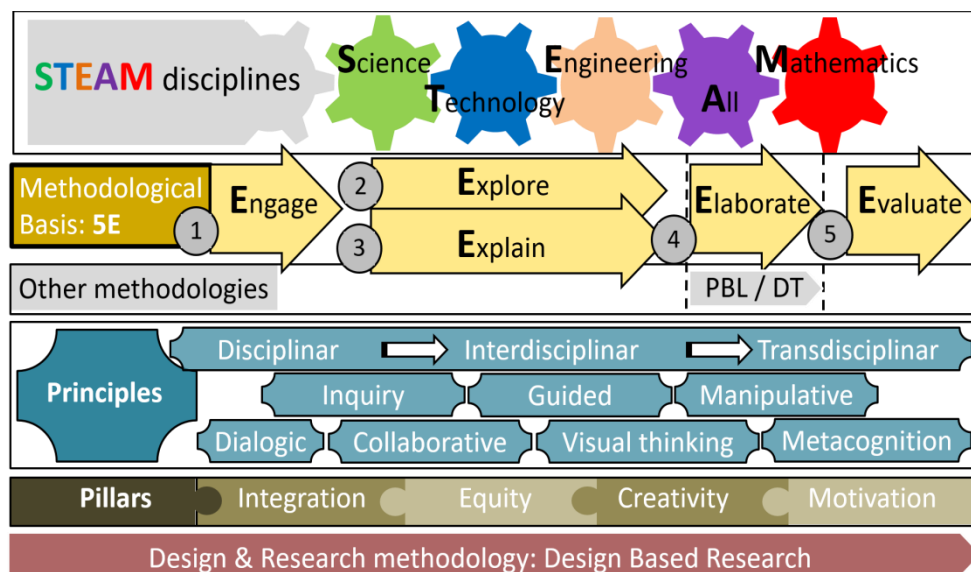 STEAM disciplines
Science
Technology
Engineering
All
Mathematics
Methodological
Basis: 5E
1
Engage
2
Explore
3
Explain
4
Elaborate
5
Evaluate
Other methodologies
PBL / DT
Principles
Disciplinar
Interdisciplinar
Transdisciplinar
Inquiry
Guided
Manipulative
Dialogic
Collaborative
Visual thinking
Metacognition
Pillars
Integration
Equity
Creativity
Motivation
Design & Research methodology: Design Based Research